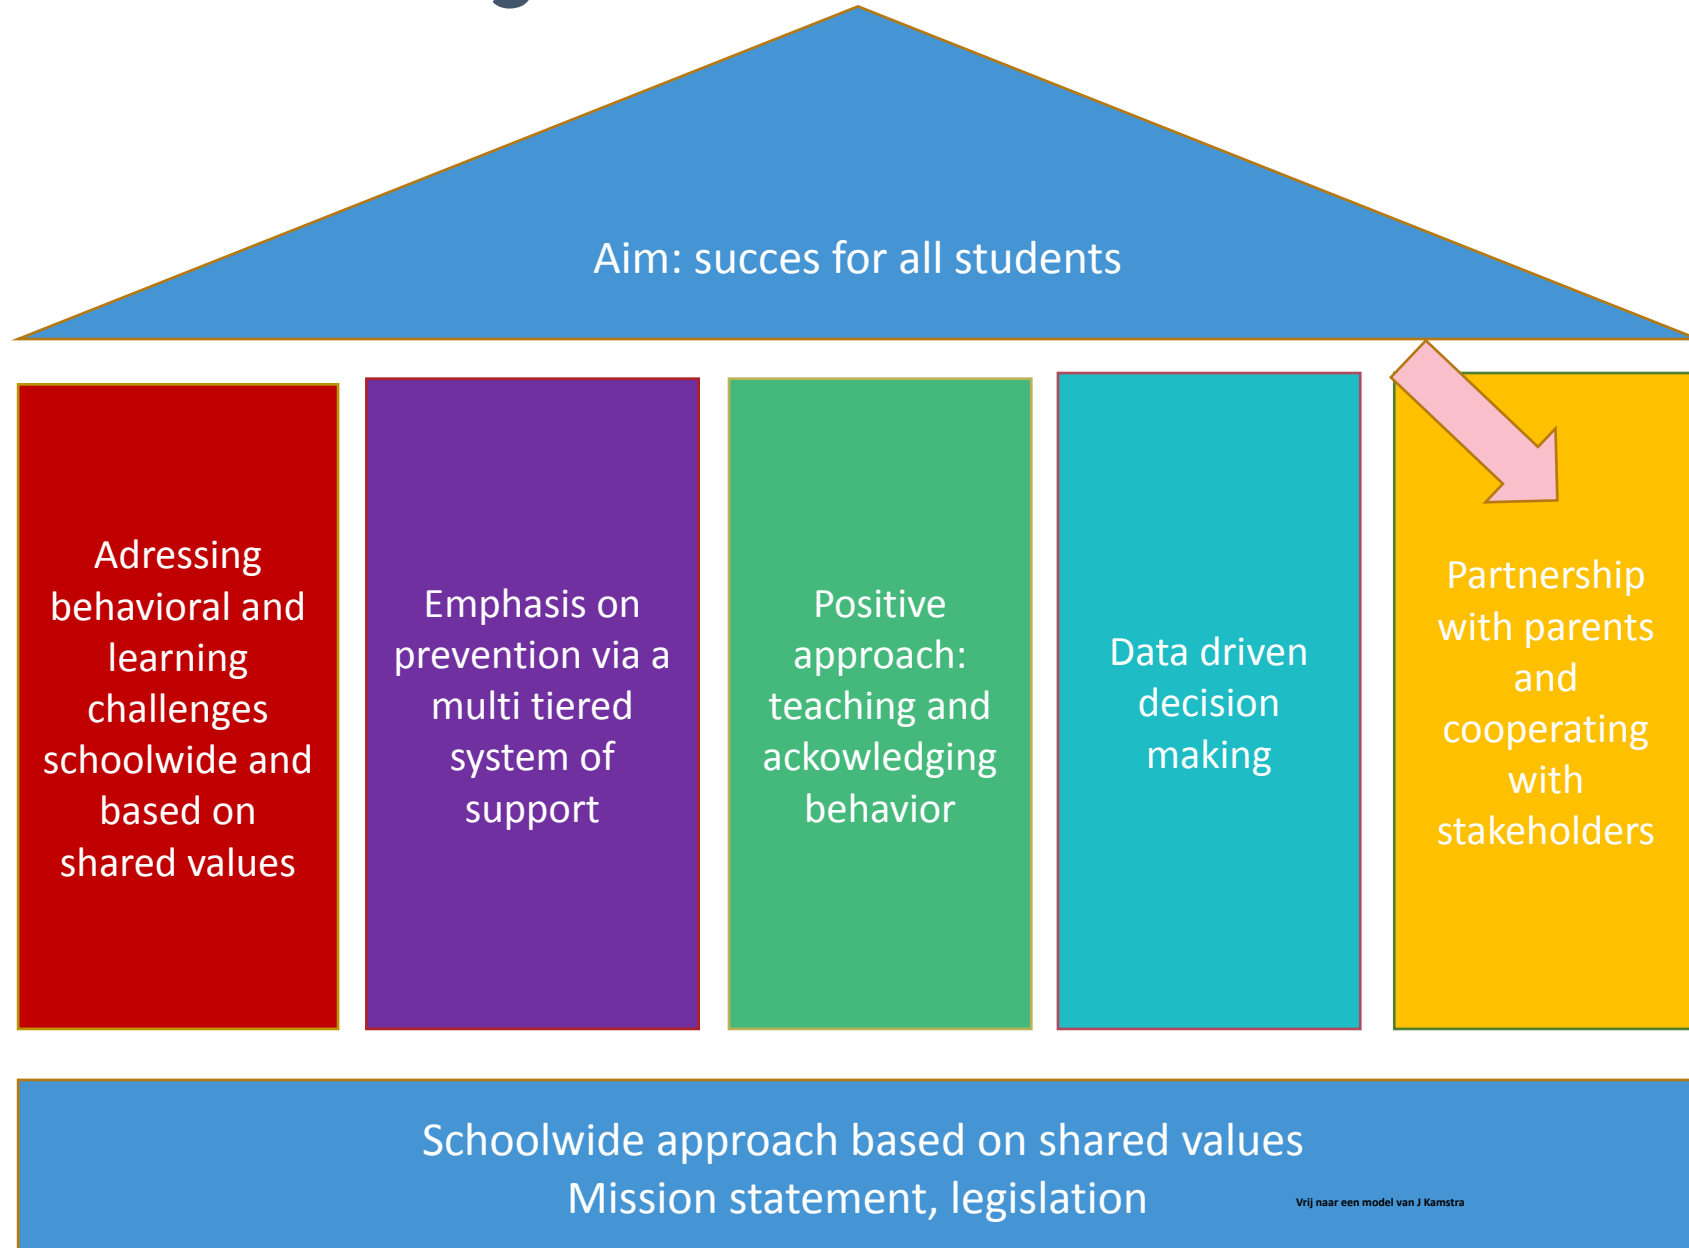 Aim: succes for all students
Adressing
behavioral and
learning
challenges
schoolwide and
based on
shared values
Emphasis on
prevention via a
multi tiered
system of
support
Positive
approach:
teaching and
ackowledging
behavior
Data driven
decision
making
Partnership
with parents
and
cooperating
with
stakeholders
Schoolwide approach based on shared values
Mission statement, legislation
Vrij naar een model van J Kamstra